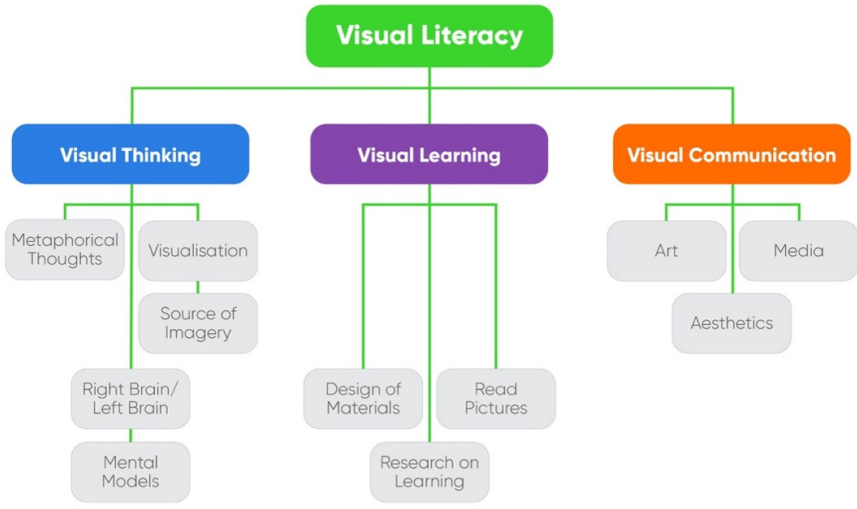 Visual Literacy
Visual Thinking
Visual Learning
Visual Communication
Metaphorical
Thoughts
Visualisation
Source of
Imagery
Right Brain/
Left Brain
Mental
Models
Design of
Materials
Read
Pictures
Research on
Learning
Art
Media
Aesthetics